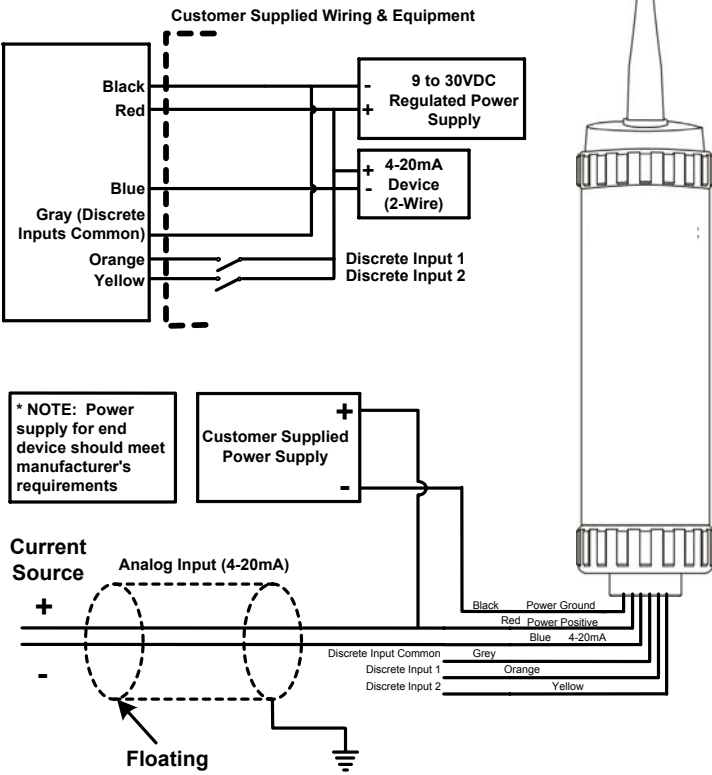 Customer Supplied Wiring & Equipment
Black
Red
Blue
Gray (Discrete
Inputs Common)
Orange
Yellow
-
+
9 to 30VDC
Regulated Power
Supply
+
-
4-20mA
Device
(2-Wire)
Discrete Input 1
Discrete Input 2
* NOTE: Power
supply for end
device should meet
manufacturer's
requirements
Customer Supplied
Power Supply
+
-
Current
Source
+
-
Analog Input (4-20mA)
Floating
Black Power Ground
Red Power Positive
Blue 4-20mA
Discrete Input Common Grey
Discrete Input 1 Orange
Discrete Input 2 Yellow